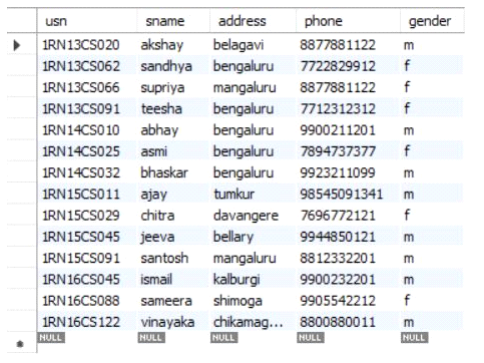 usn sname address phone gender
1RN13CS020 akshay belagavi 8877881122 m
1RN13CS062 sandhya bengaluru 7722829912 f
1RN13CS066 supriya mangaluru 8877881122 f
1RN13CS091 teesha bengaluru 7712312312 f
1RN14CS010 abhay bengaluru 9900211201 m
1RN14CS025 asmi bengaluru 7894737377 f
1RN14CS032 bhaskar bengaluru 9923211099 m
1RN15CS011 ajay tumkur 98545091341 m
1RN15CS029 chitra davangere 7696772121 f
1RN15CS045 jeeva bellary 9944850121 m
1RN15CS091 santosh mangaluru 8812332201 m
1RN16CS045 ismail kalburgi 9900232201 m
1RN16CS088 sameera shimoga 9905542212 f
1RN16CS122 vinayaka chikamag... 8800880011 m
NULL NULL NULL NULL NULL